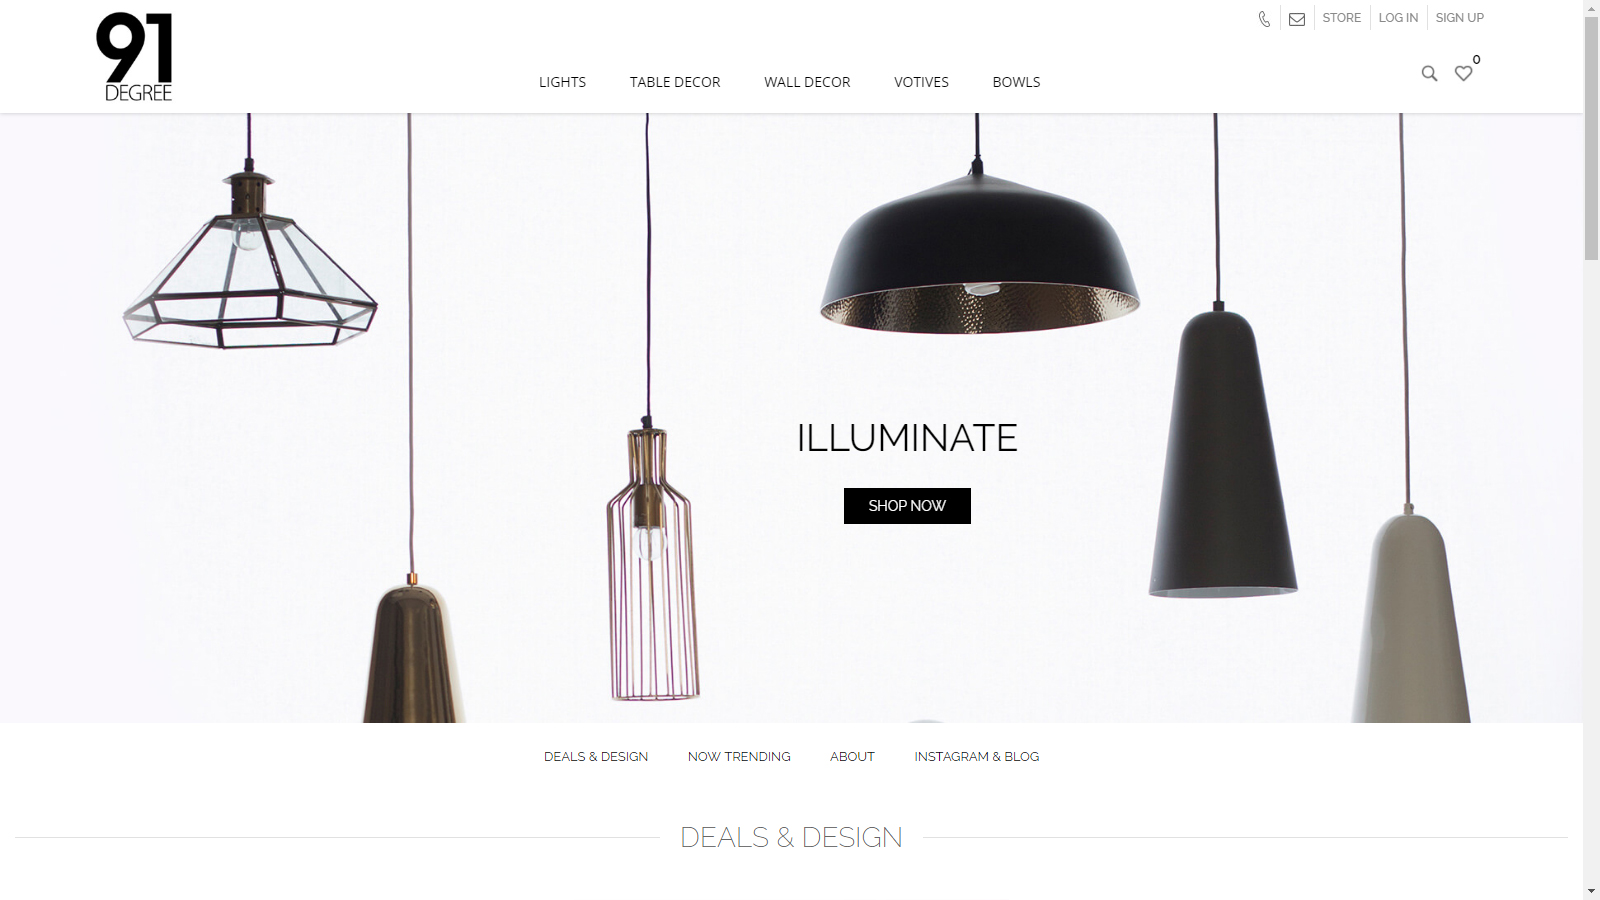 91
DEGREE
STORE
LOG IN
SIGN UP
0
LIGHTS
TABLE DECOR
WALL DECOR
VOTIVES
BOWLS
ILLUMINATE
SHOP NOW
DEALS & DESIGN
NOW TRENDING
ABOUT
INSTAGRAM & BLOG
DEALS & DESIGN